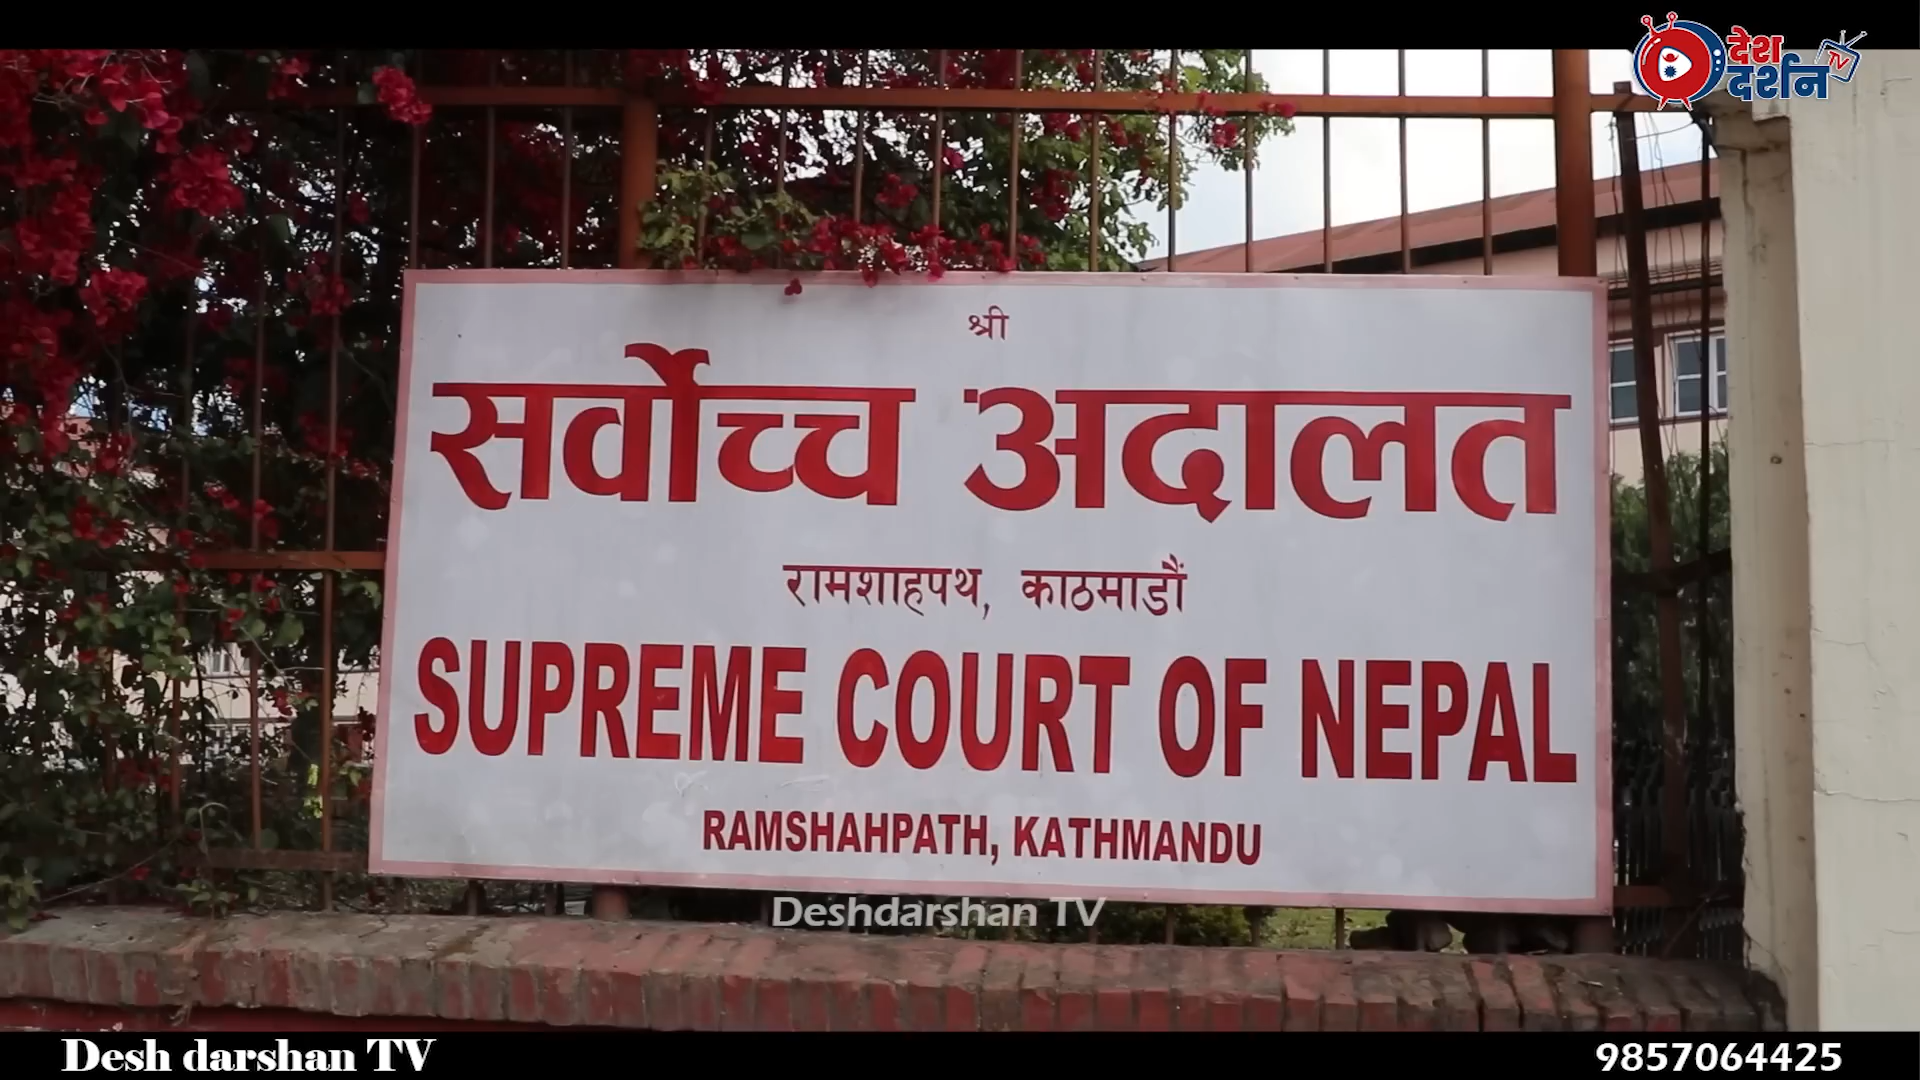 देश
दर्शन TV
श्री
सर्वोच्च अदालत
रामशाहपथ, काठमाडौं
SUPREME COURT OF NEPAL
RAMSHAHPATH, KATHMANDU
Deshdarshan TV
Desh darshan TV
9857064425